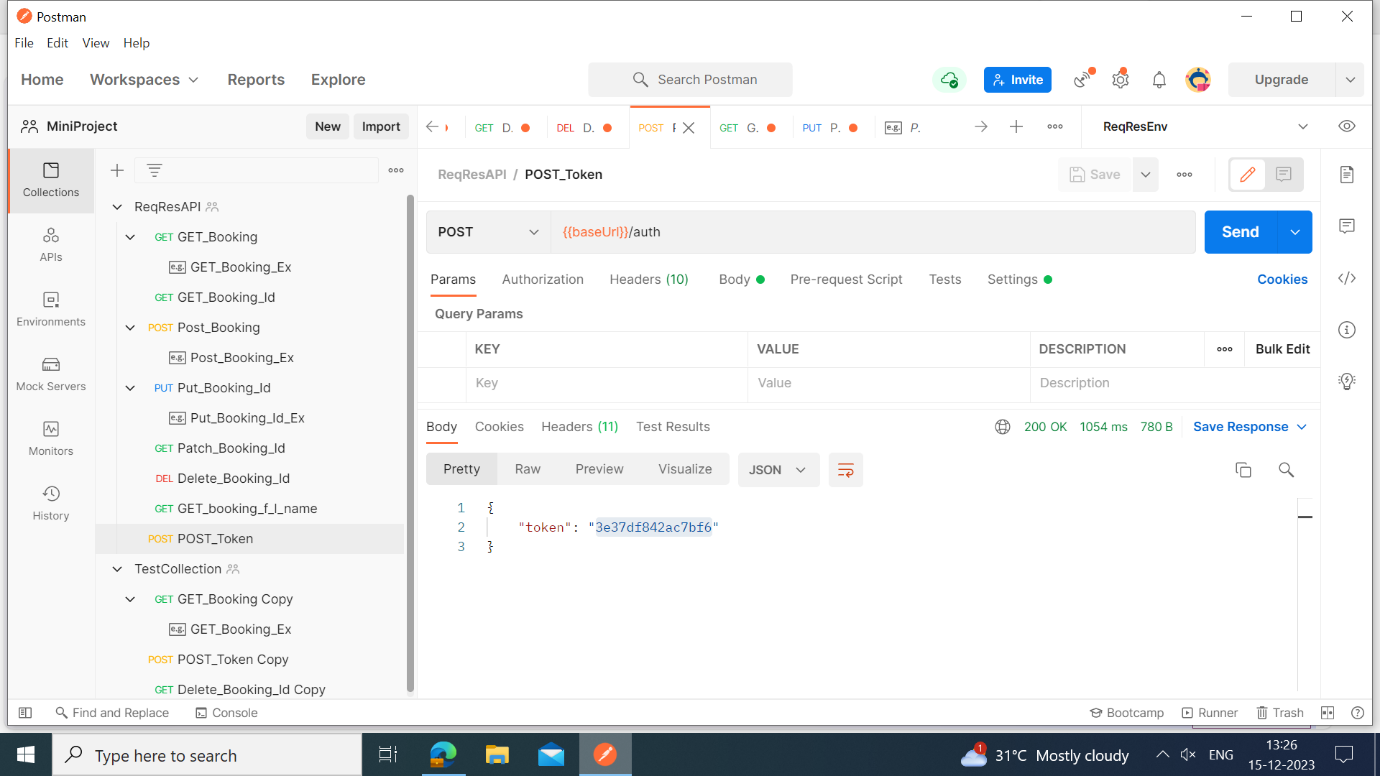 Postman
File Edit View Help
Home Workspaces Reports Explore
Search Postman
Invite
Upgrade
MiniProject
New Import
GET D. DEL D. POST GET G. PUT P. e.g. P.
ReqResEnv
Collections
APIs
Environments
Mock Servers
Monitors
History
ReqResAPI
GET GET_Booking
e.g. GET_Booking_Ex
GET GET_Booking_Id
POST Post_Booking
e.g. Post_Booking_Ex
PUT Put_Booking_Id
e.g. Put_Booking_Id_Ex
GET Patch_Booking_Id
DEL Delete_Booking_Id
GET GET_booking_f_l_name
POST POST_Token
TestCollection
GET GET_Booking Copy
e.g. GET_Booking_Ex
POST POST_Token Copy
GET Delete_Booking_Id Copy
ReqResAPI / POST_Token
Save
POST {{baseUrl}}/auth
Send
Params Authorization Headers (10) Body Pre-request Script Tests Settings Cookies
Query Params
KEY VALUE DESCRIPTION Bulk Edit
Key Value Description
Body Cookies Headers (11) Test Results 200 OK 1054 ms 780 B Save Response
Pretty Raw Preview Visualize JSON
1 {
2 "token": "3e37df842ac7bf6"
3 }
Find and Replace Console
Bootcamp Runner Trash
Type here to search
1
31°C Mostly cloudy
ENG
13:26
15-12-2023